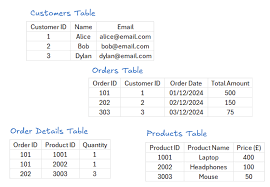 Customers Table
Customer ID Name Email
1 Alice alice@email.com
2 Bob bob@email.com
3 Dylan dylan@email.com
Orders Table
Order ID Customer ID Order Date Total Amount
101 1 01/12/2024 500
202 2 02/12/2024 150
303 3 03/12/2024 75
Order Details Table
Order ID Product ID Quantity
101 1001 1
101 2002 1
202 3003 2
Products Table
Product ID Product Name Price (£)
1001 Laptop 400
2002 Headphones 100
3003 Mouse 50